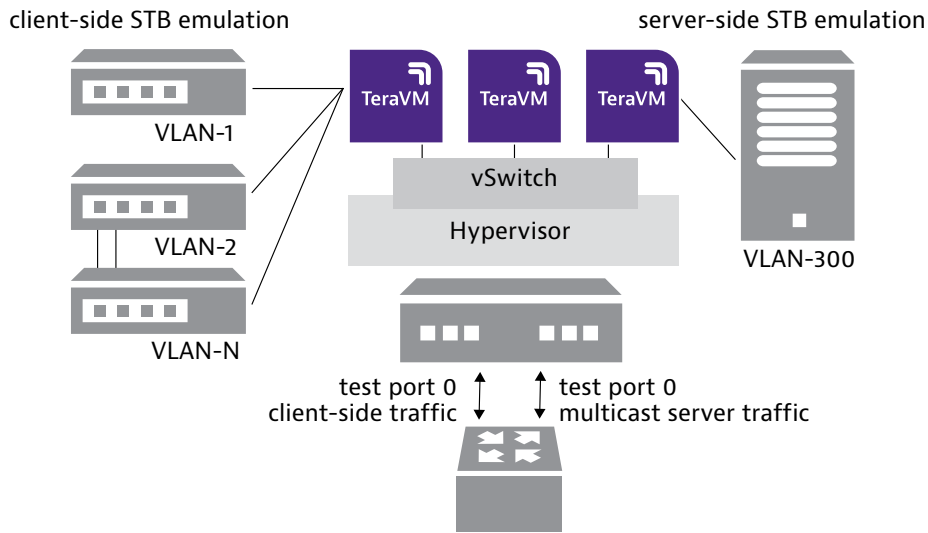 client-side STB emulation
server-side STB emulation
TeraVM
TeraVM
TeraVM
VLAN-1
vSwitch
VLAN-2
Hypervisor
VLAN-300
VLAN-N
test port 0
client-side traffic
test port 0
multicast server traffic